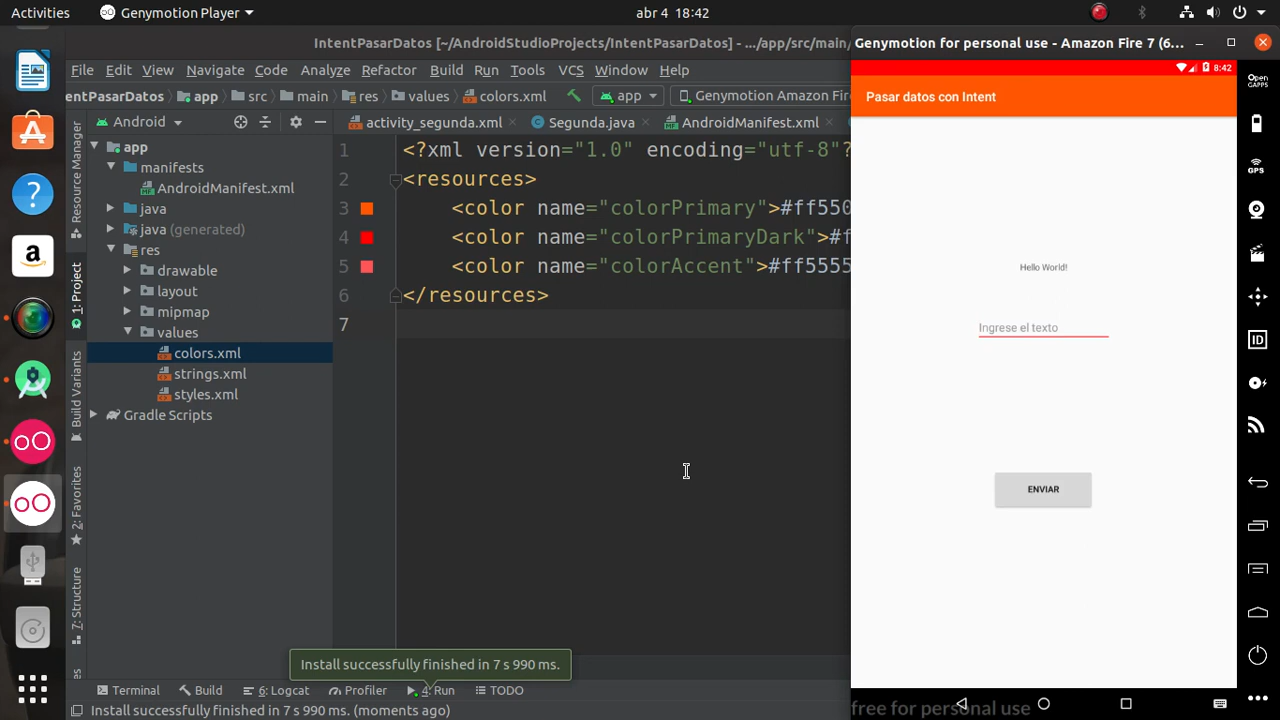 Activities
Genymotion Player
abr 4 18:42
IntentPasarDatos [~/AndroidStudioProjects/IntentPasarDatos] - .../app/src/main/
Genymotion for personal use - Amazon Fire 7 (6...
File Edit View Navigate Code Analyze Refactor Build Run Tools VCS Window Help
entPasarDatos app src main res values colors.xml app Genymotion Amazon Fir
Android
activity_segunda.xml Segunda.java AndroidManifest.xml
Resource Manager
1: Project
Build Variants
2: Favorites
7: Structure
app
manifests
AndroidManifest.xml
java
java (generated)
res
drawable
layout
mipmap
values
colors.xml
strings.xml
styles.xml
Gradle Scripts
1 <?xml version="1.0" encoding="utf-8"?
2 <resources>
3 <color name="colorPrimary">#ff550
4 <color name="colorPrimaryDark">#f
5 <color name="colorAccent">#ff5555
6 </resources>
7
8:42
Pasar datos con Intent
Hello World!
Ingrese el texto
ENVIAR
free for personal use
OPEN GAPPS
GPS
ID
Install successfully finished in 7 s 990 ms.
Terminal Build 6: Logcat Profiler 4: Run TODO
Install successfully finished in 7 s 990 ms. (moments ago)